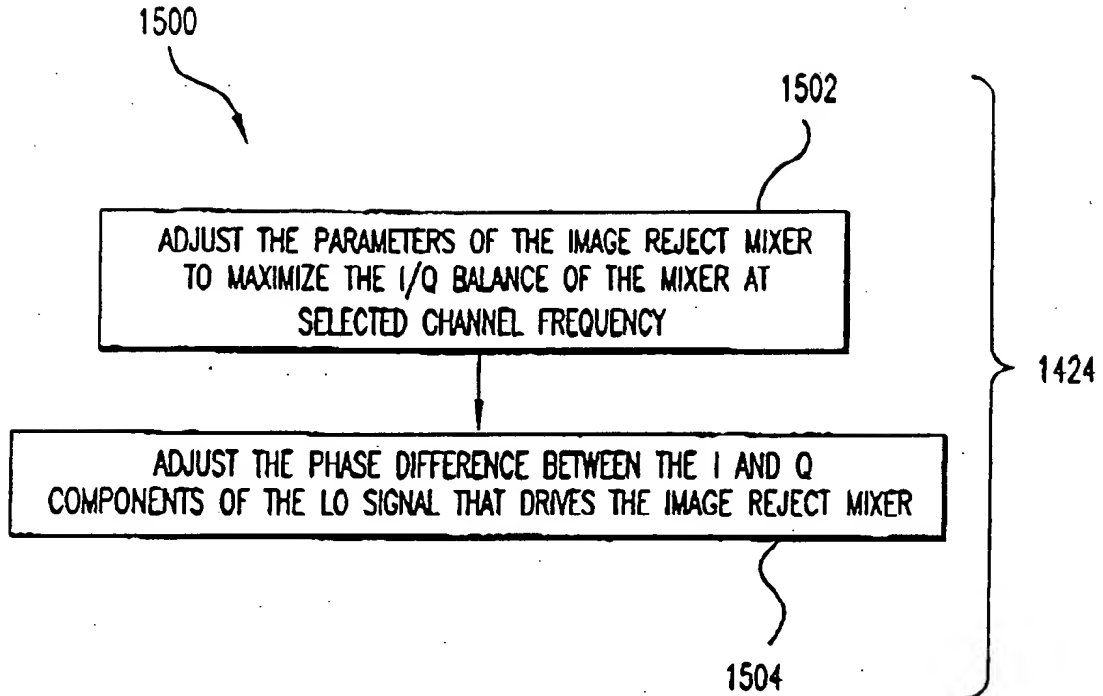 1500
1502
ADJUST THE PARAMETERS OF THE IMAGE REJECT MIXER
TO MAXIMIZE THE I/Q BALANCE OF THE MIXER AT
SELECTED CHANNEL FREQUENCY
1424
ADJUST THE PHASE DIFFERENCE BETWEEN THE I AND Q
COMPONENTS OF THE LO SIGNAL THAT DRIVES THE IMAGE REJECT MIXER
1504